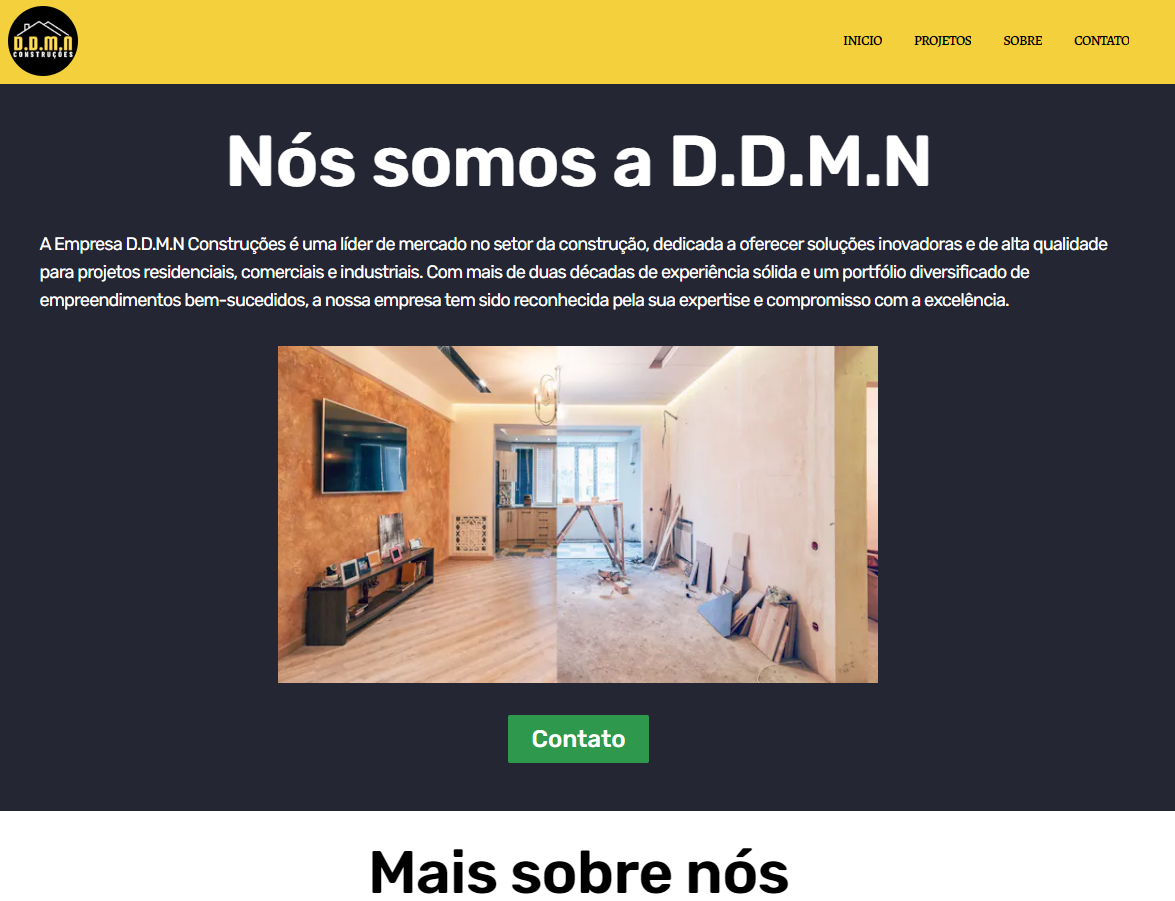 D.D.M.N
CONSTRUÇÕES
INICIO
PROJETOS
SOBRE
CONTATO
Nós somos a D.D.M.N
A Empresa D.D.M.N Construções é uma líder de mercado no setor da construção, dedicada a oferecer soluções inovadoras e de alta qualidade
para projetos residenciais, comerciais e industriais. Com mais de duas décadas de experiência sólida e um portfólio diversificado de
empreendimentos bem-sucedidos, a nossa empresa tem sido reconhecida pela sua expertise e compromisso com a excelência.
Contato
Mais sobre nós